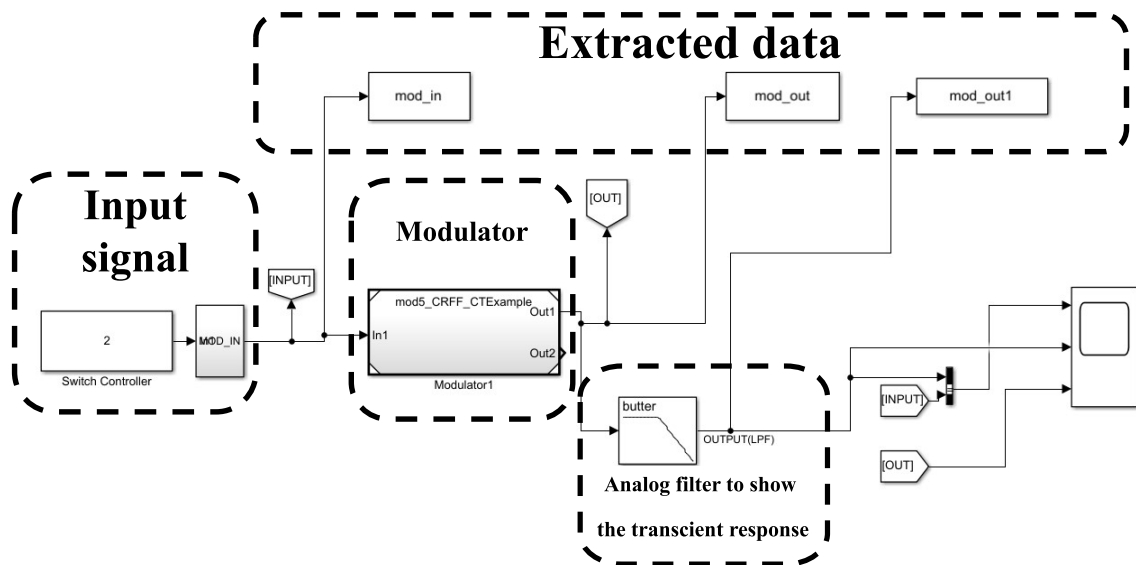 Extracted data
mod_in
mod_out
mod_out1
Input
signal
[OUT]
Modulator
[INPUT]
mod5_CRFF_CTExample
Out1
In1
Out2
Modulator1
2
MOD_IN
Switch Controller
butter
OUTPUT(LPF)
[INPUT]
[OUT]
Analog filter to show
the transcient response